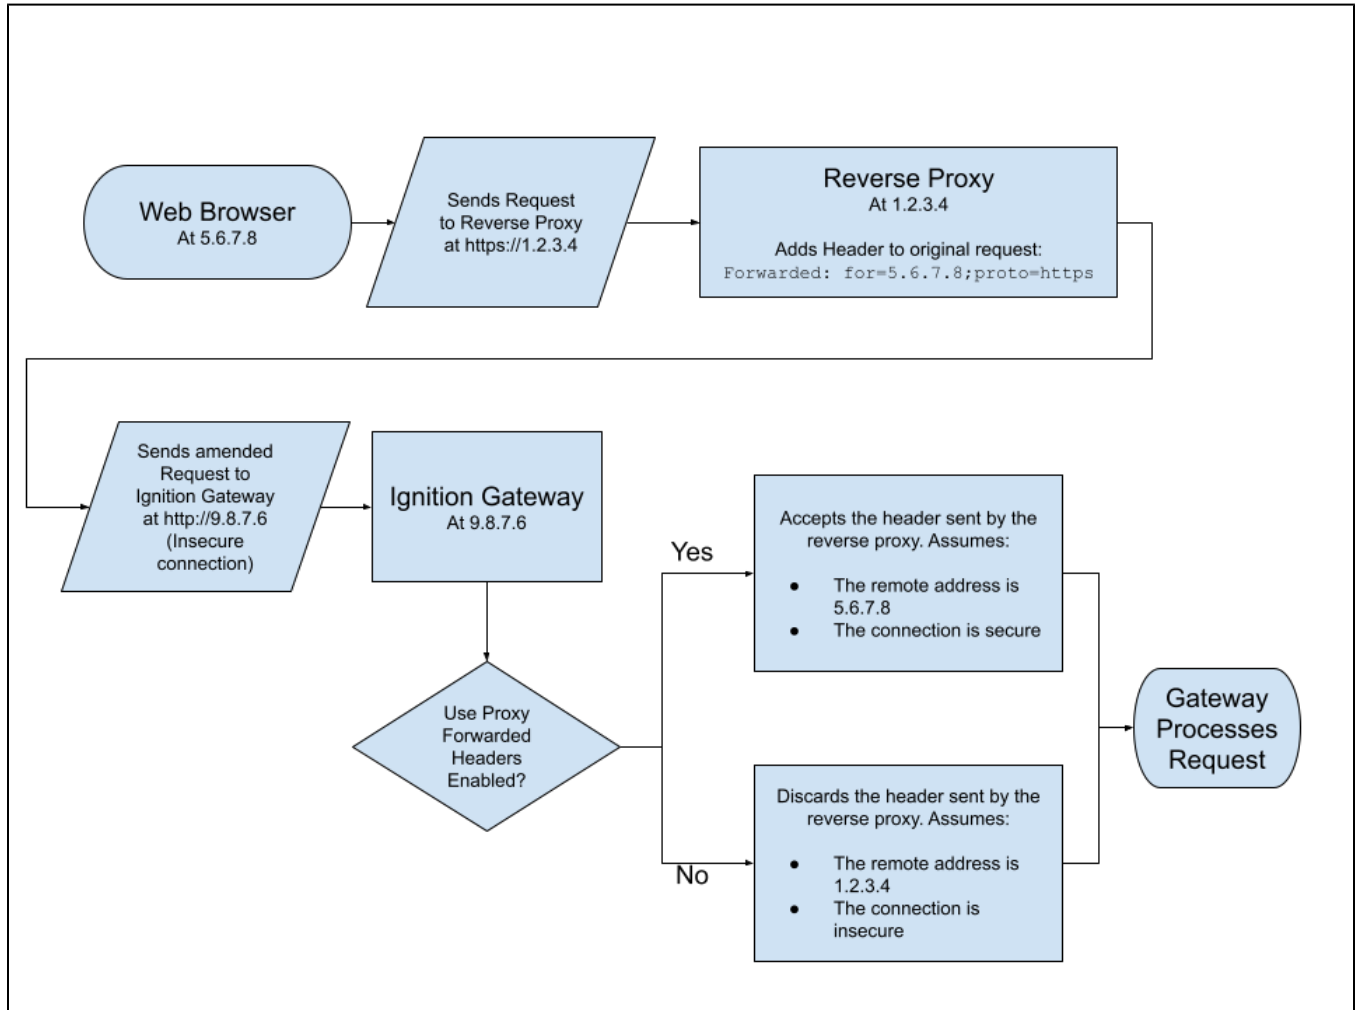 Web Browser
At 5.6.7.8
Sends Request
to Reverse Proxy
at https://1.2.3.4
Reverse Proxy
At 1.2.3.4
Adds Header to original request:
Forwarded: for=5.6.7.8;proto=https
Sends amended
Request to
Ignition Gateway
at http://9.8.7.6
(Insecure
connection)
Ignition Gateway
At 9.8.7.6
Use Proxy
Forwarded
Headers
Enabled?
Yes
Accepts the header sent by the
reverse proxy. Assumes:
● The remote address is
5.6.7.8
● The connection is secure
No
Discards the header sent by the
reverse proxy. Assumes:
● The remote address is
1.2.3.4
● The connection is
insecure
Gateway
Processes
Request